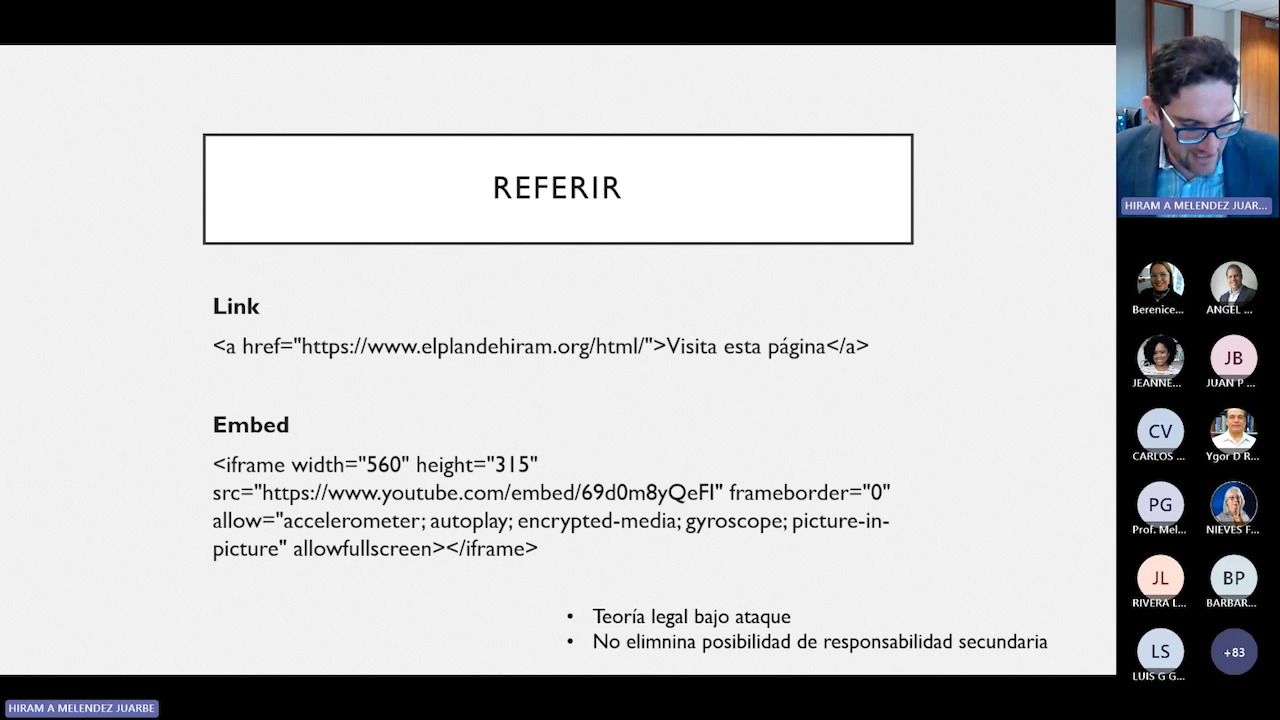 REFERIR
Link
<a href="https://www.elplandehiram.org/html/">Visita esta página</a>
Embed
<iframe width="560" height="315"
src="https://www.youtube.com/embed/69d0m8yQeFI" frameborder="0"
allow="accelerometer; autoplay; encrypted-media; gyroscope; picture-in-
picture" allowfullscreen></iframe>
• Teoría legal bajo ataque
• No elimnina posibilidad de responsabilidad secundaria
HIRAM A MELENDEZ JUARBE
HIRAM A MELENDEZ JUAR...
Berenice...
ANGEL ...
JEANNE...
JB
JUAN P ...
CV
CARLOS ...
Ygor D R...
PG
Prof. Mel...
NIEVES F...
JL
RIVERA L...
BP
BARBAR...
LS
LUIS G G...
+83